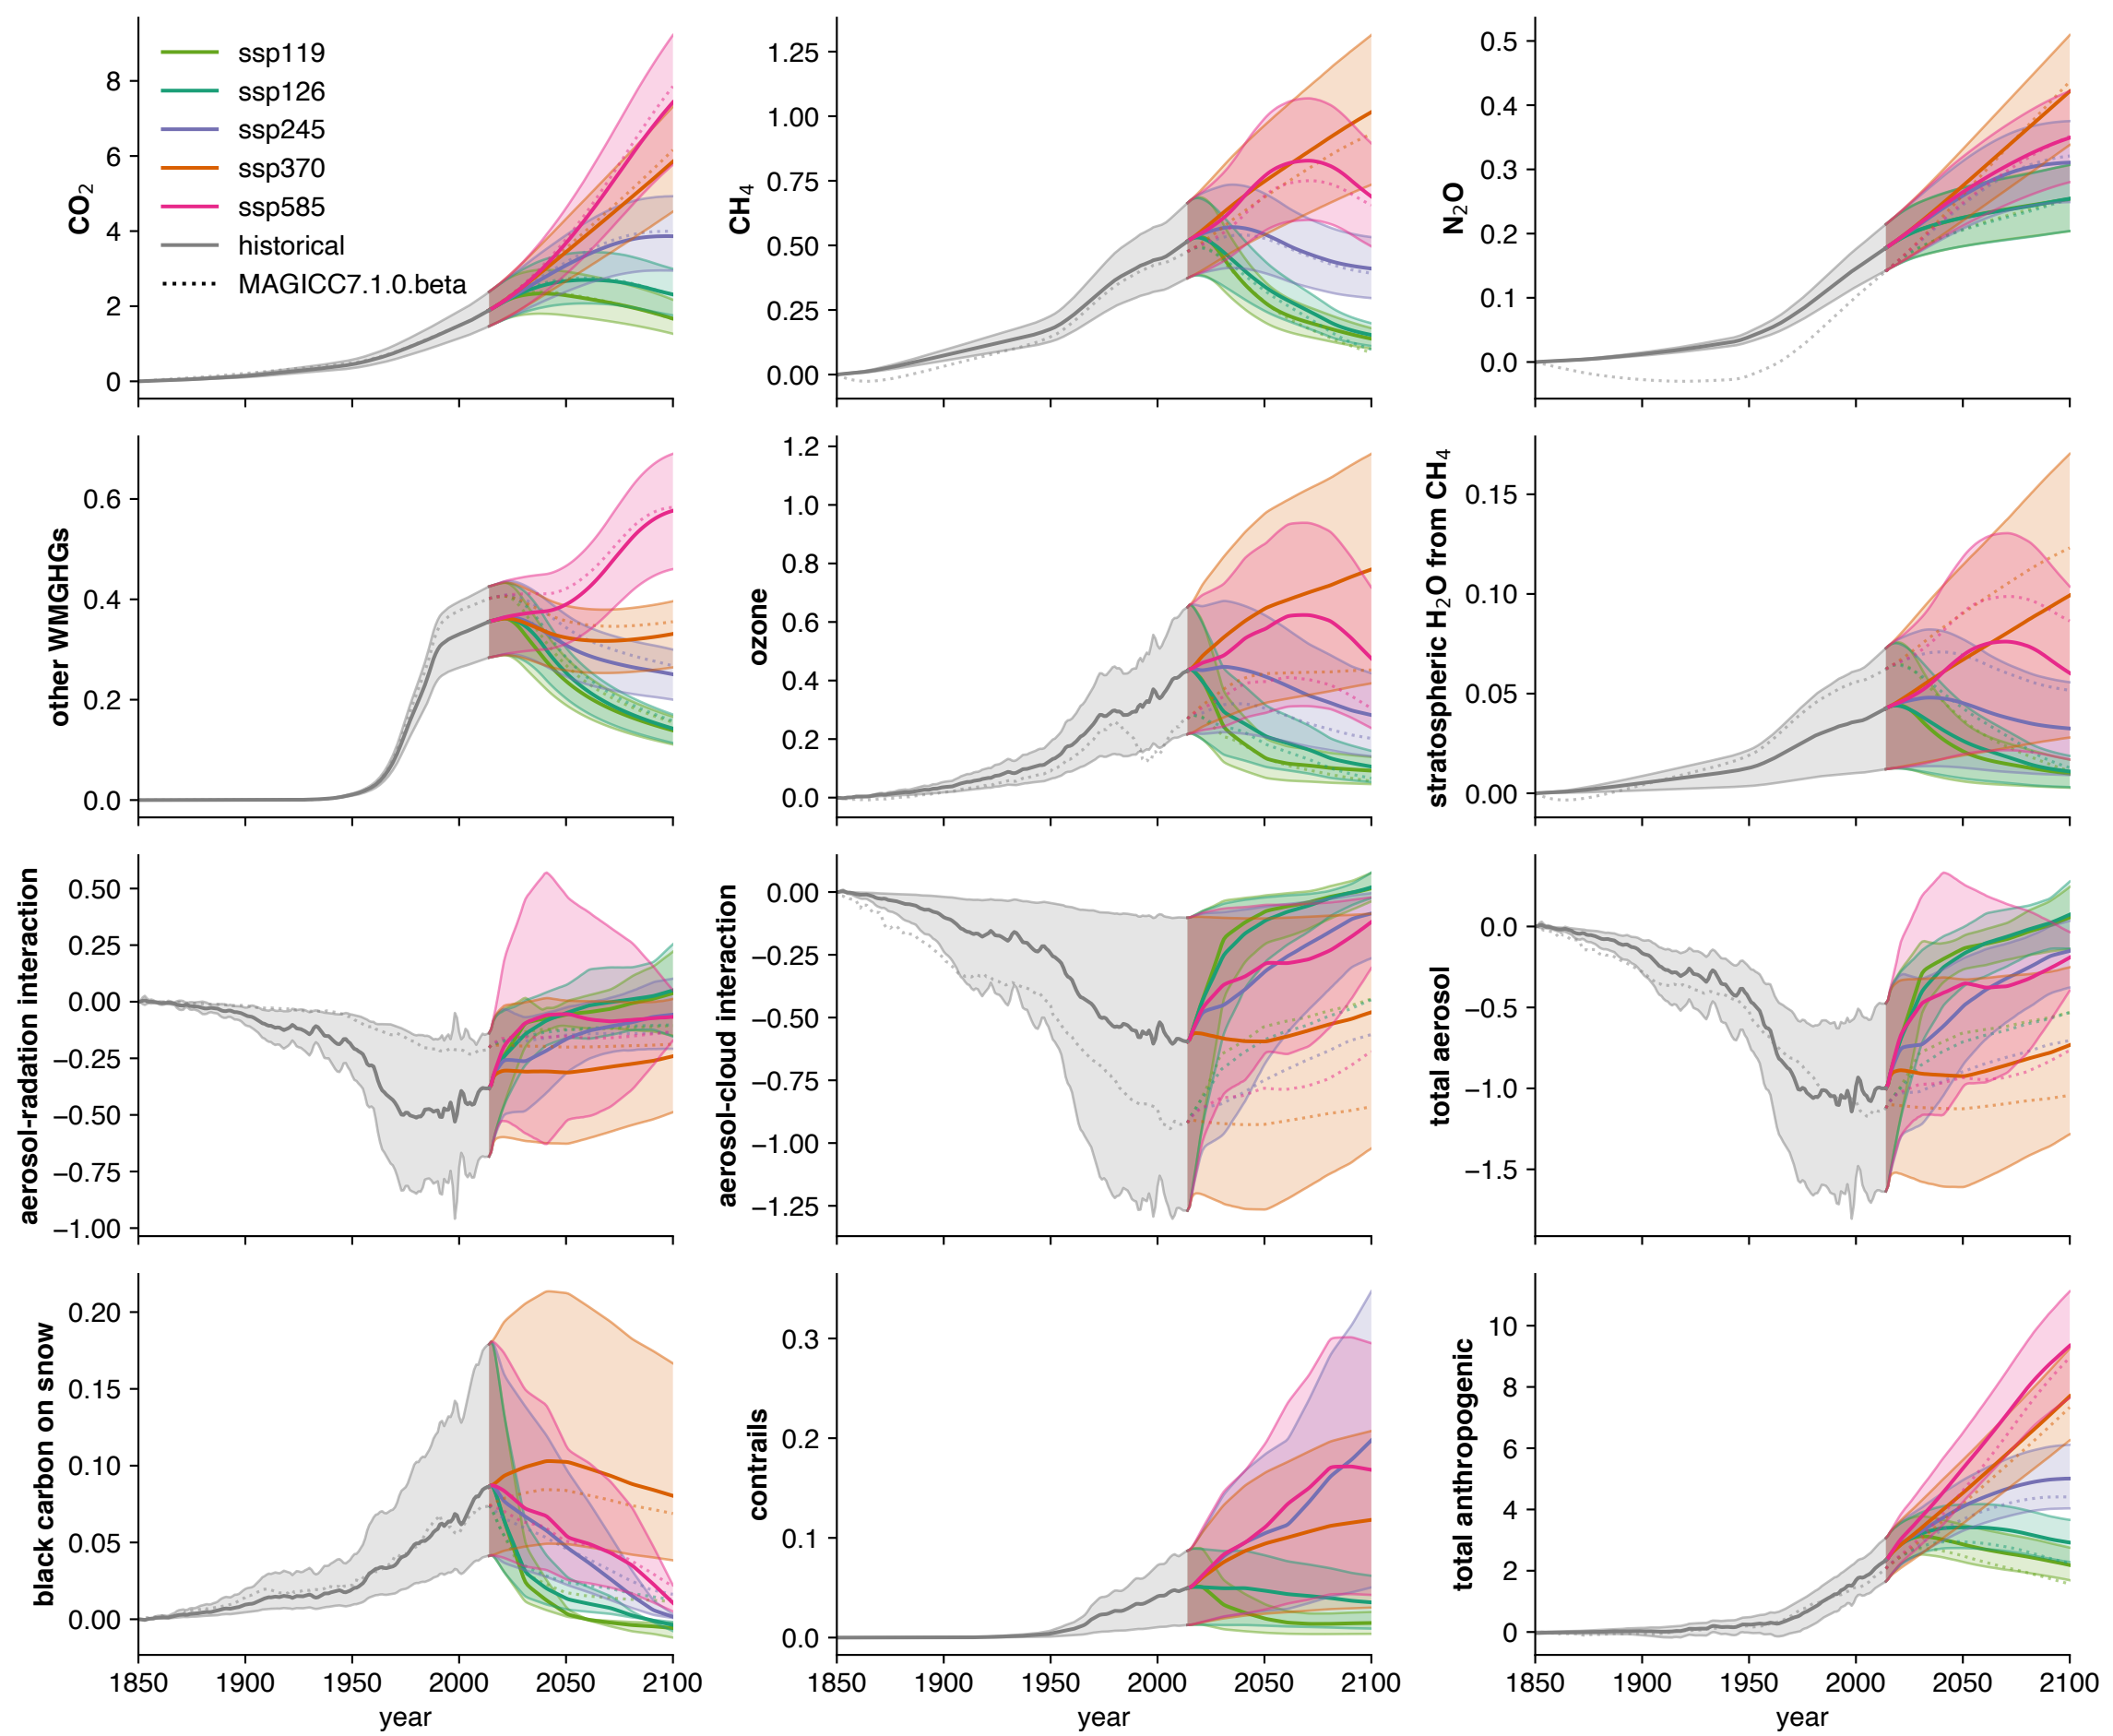 ssp119
ssp126
ssp245
ssp370
ssp585
historical
MAGICC7.1.0.beta
CO₂
8
6
4
2
0
CH₄
1.25
1.00
0.75
0.50
0.25
0.00
N₂O
0.5
0.4
0.3
0.2
0.1
0.0
other WMGHGs
0.6
0.4
0.2
0.0
ozone
1.2
1.0
0.8
0.6
0.4
0.2
0.0
stratospheric H₂O from CH₄
0.15
0.10
0.05
0.00
aerosol-radation interaction
0.50
0.25
0.00
−0.25
−0.50
−0.75
−1.00
aerosol-cloud interaction
0.00
−0.25
−0.50
−0.75
−1.00
−1.25
total aerosol
0.0
−0.5
−1.0
−1.5
black carbon on snow
0.20
0.15
0.10
0.05
0.00
1850 1900 1950 2000 2050 2100
year
contrails
0.3
0.2
0.1
0.0
1850 1900 1950 2000 2050 2100
year
total anthropogenic
10
8
6
4
2
0
1850 1900 1950 2000 2050 2100
year